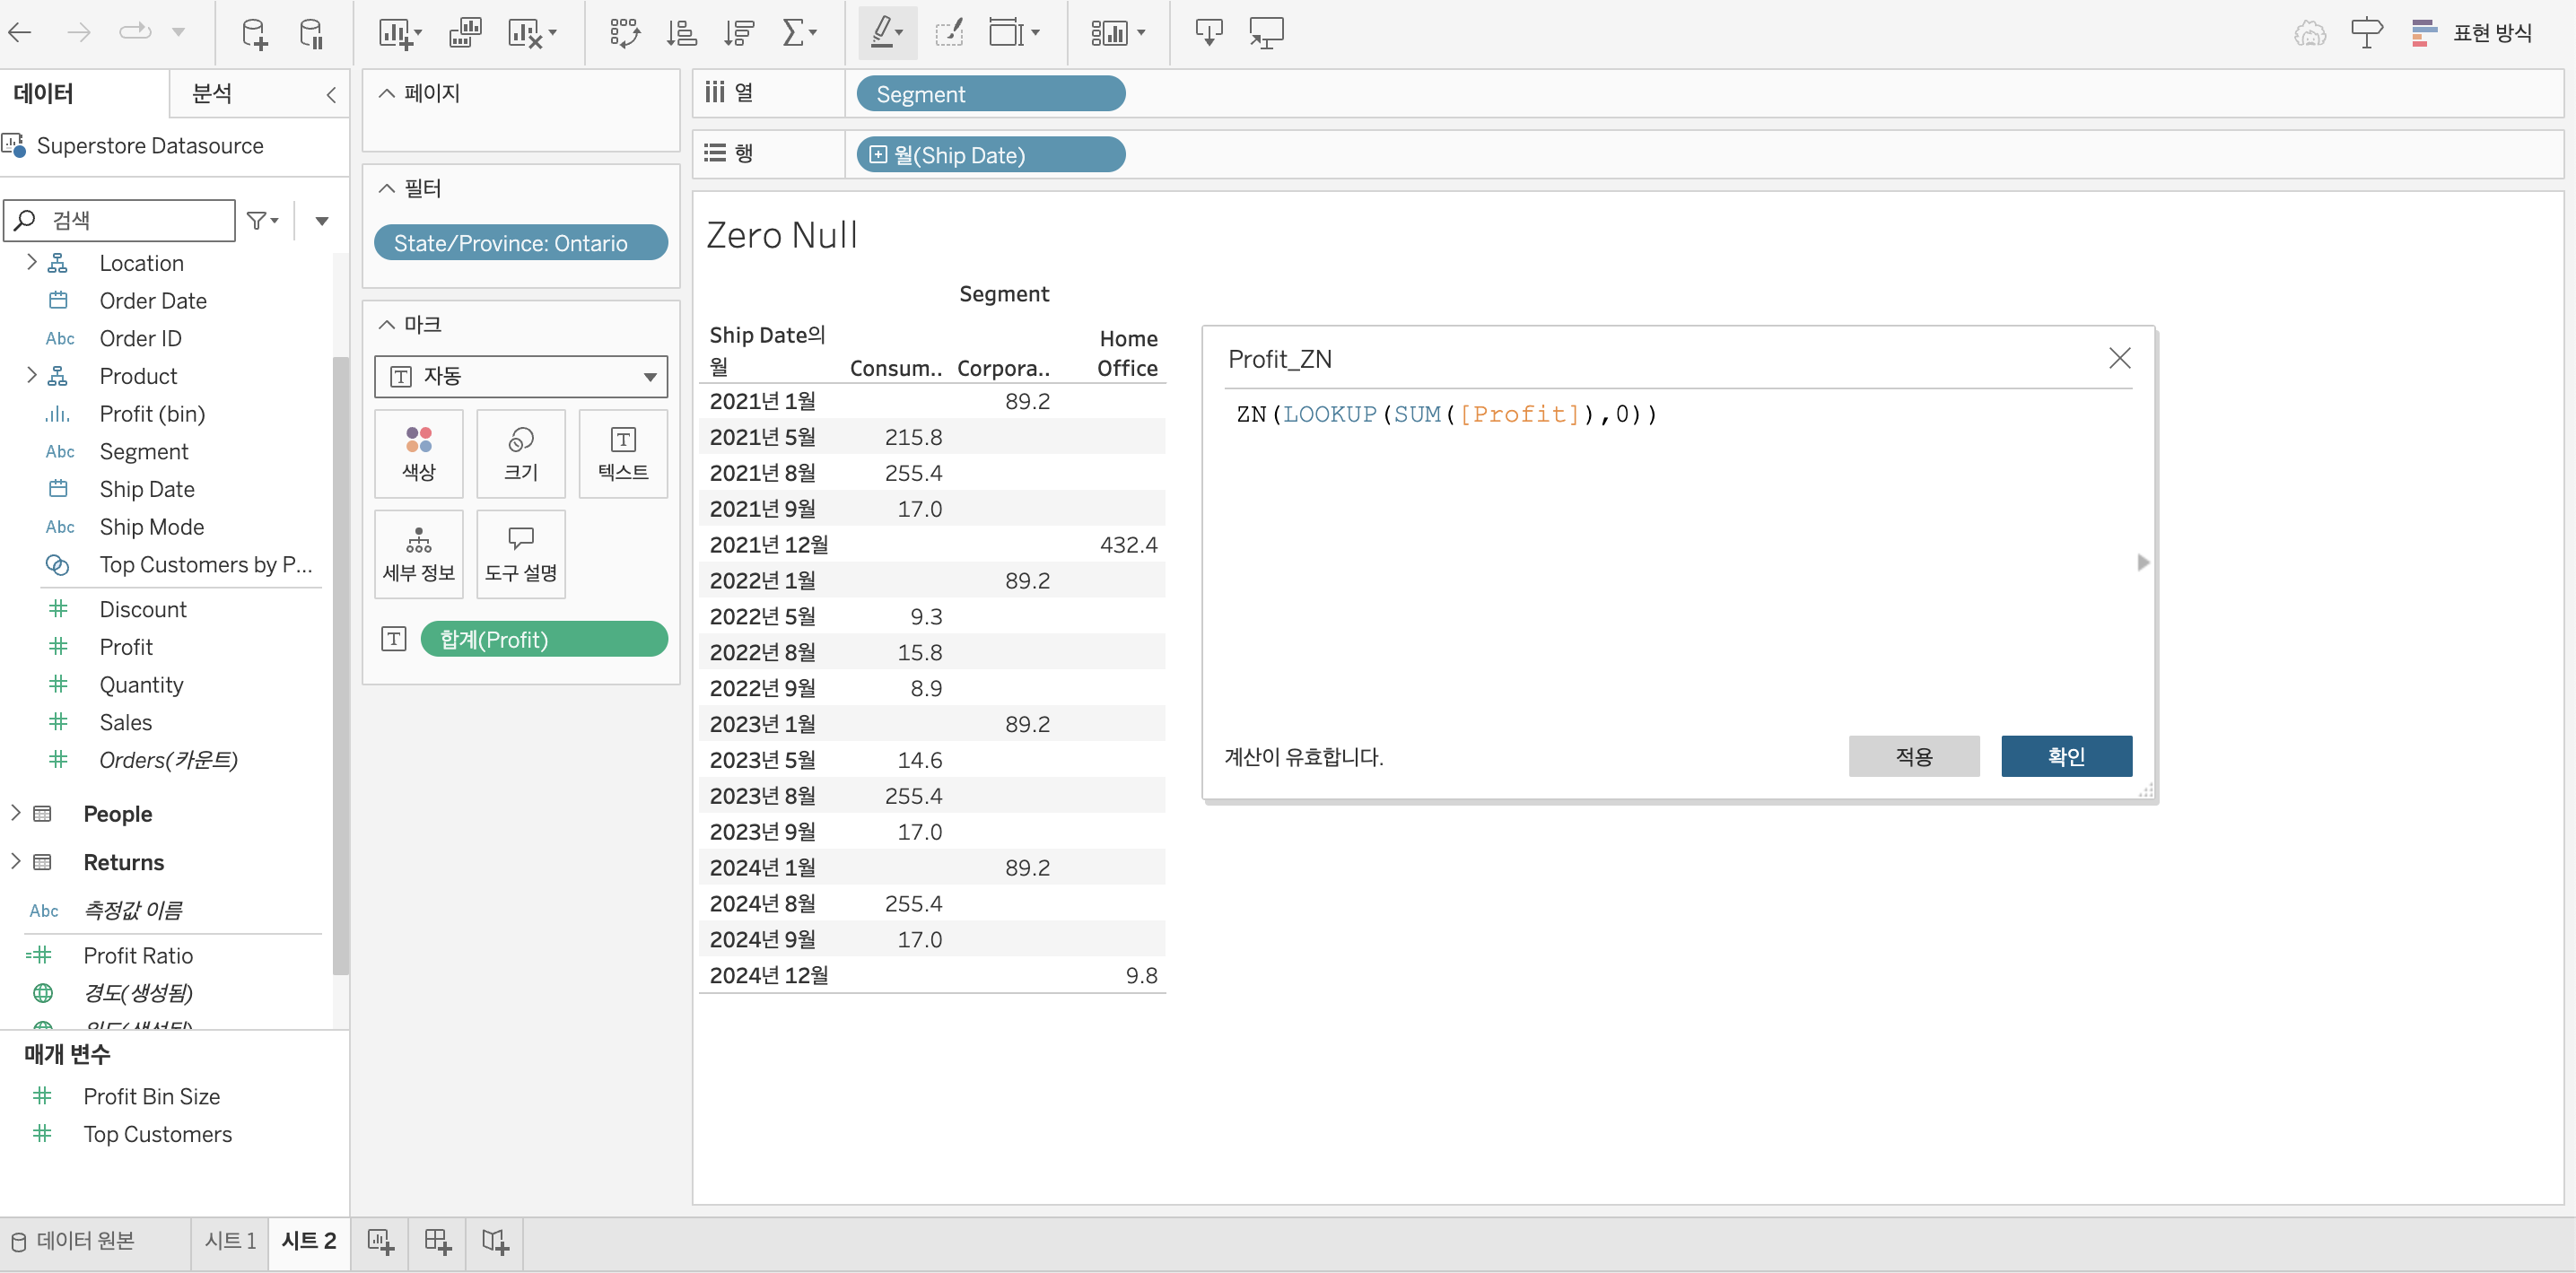 표현 방식
데이터
분석
Superstore Datasource
검색
Location
Order Date
Abc Order ID
Product
Profit (bin)
Abc Segment
Ship Date
Abc Ship Mode
Top Customers by P...
Discount
Profit
Quantity
Sales
Orders(카운트)
People
Returns
Abc 측정값 이름
Profit Ratio
경도(생성됨)
위도(생성됨)
매개 변수
Profit Bin Size
Top Customers
페이지
필터
State/Province: Ontario
마크
자동
색상 크기 텍스트
세부 정보 도구 설명
합계(Profit)
열 Segment
행 월(Ship Date)
Zero Null
Segment
Ship Date의
월 Consum.. Corpora.. Home Office
2021년 1월 89.2
2021년 5월 215.8
2021년 8월 255.4
2021년 9월 17.0
2021년 12월 432.4
2022년 1월 89.2
2022년 5월 9.3
2022년 8월 15.8
2022년 9월 8.9
2023년 1월 89.2
2023년 5월 14.6
2023년 8월 255.4
2023년 9월 17.0
2024년 1월 89.2
2024년 8월 255.4
2024년 9월 17.0
2024년 12월 9.8
Profit_ZN
ZN(LOOKUP(SUM([Profit]),0))
계산이 유효합니다.
적용 확인
데이터 원본 시트 1 시트 2